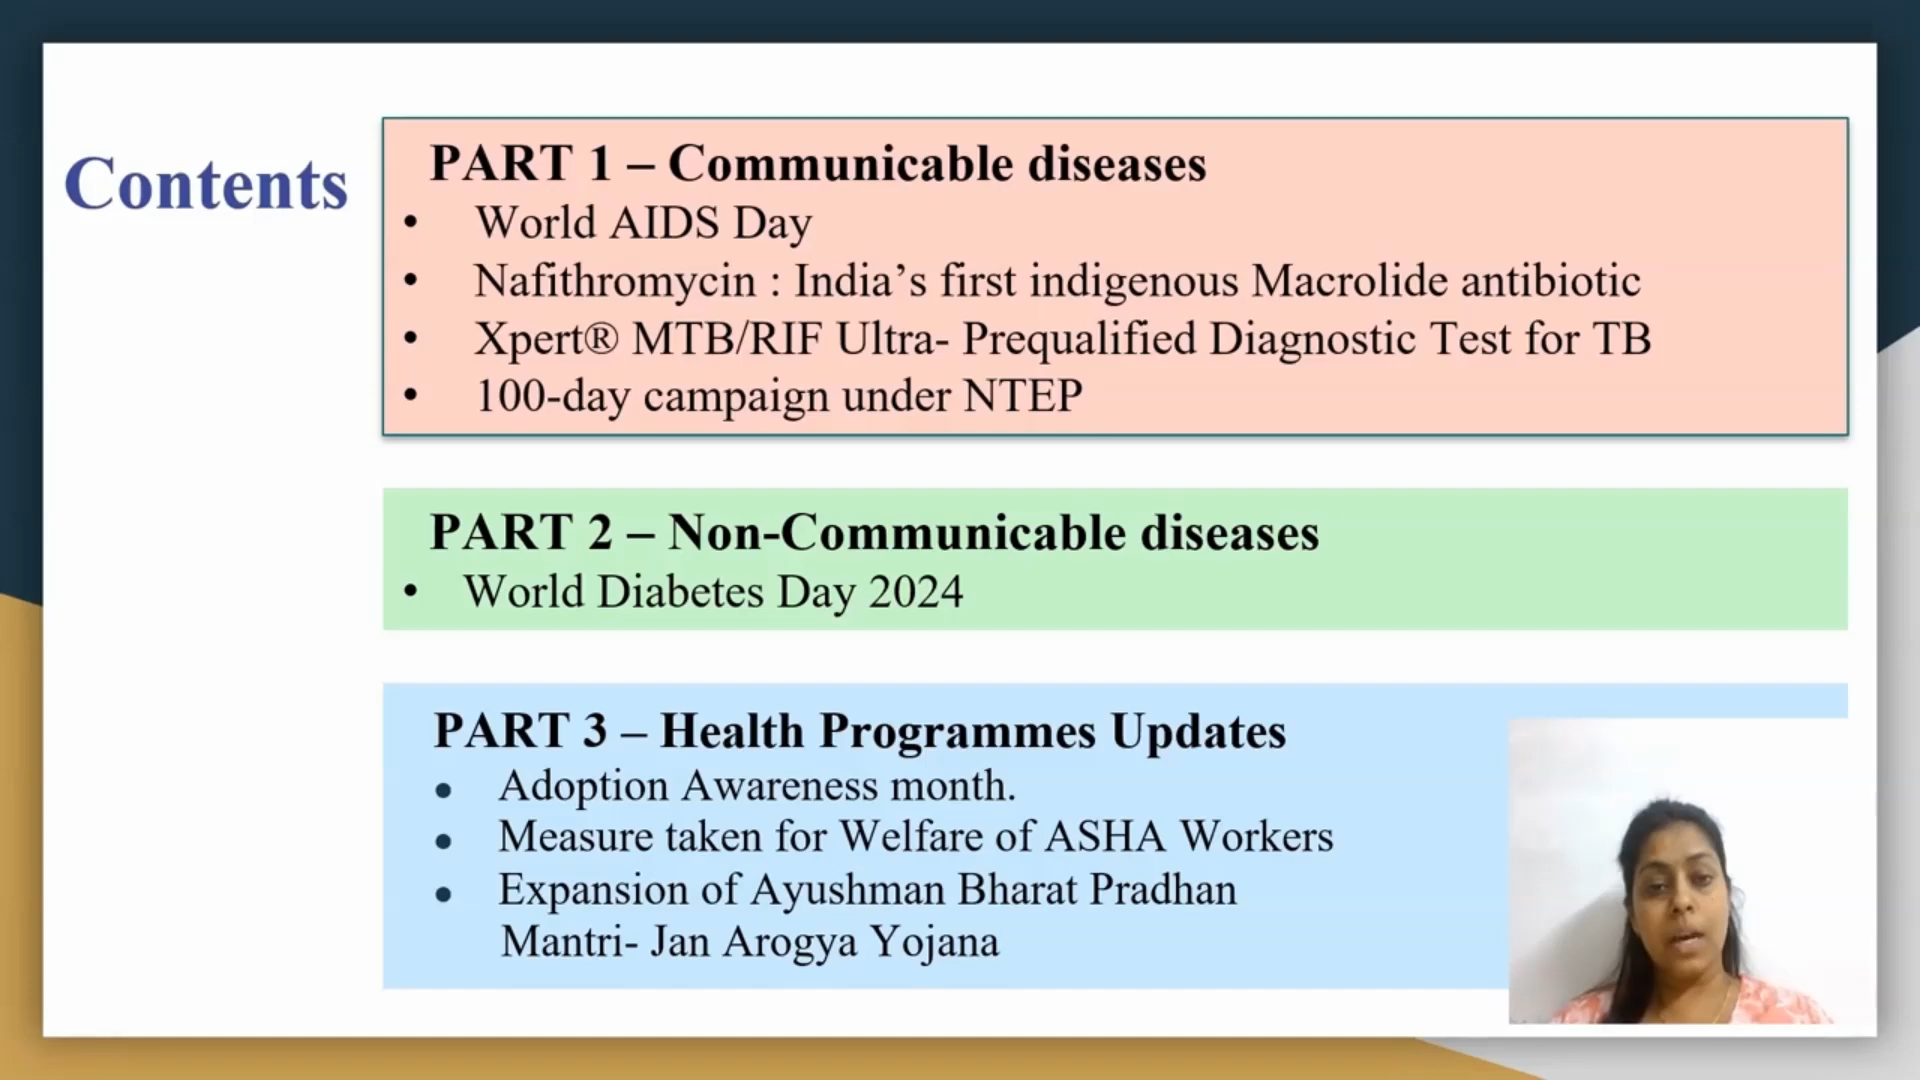 Contents
PART 1 – Communicable diseases
• World AIDS Day
• Nafithromycin : India’s first indigenous Macrolide antibiotic
• Xpert® MTB/RIF Ultra- Prequalified Diagnostic Test for TB
• 100-day campaign under NTEP
PART 2 – Non-Communicable diseases
• World Diabetes Day 2024
PART 3 – Health Programmes Updates
• Adoption Awareness month.
• Measure taken for Welfare of ASHA Workers
• Expansion of Ayushman Bharat Pradhan
Mantri- Jan Arogya Yojana